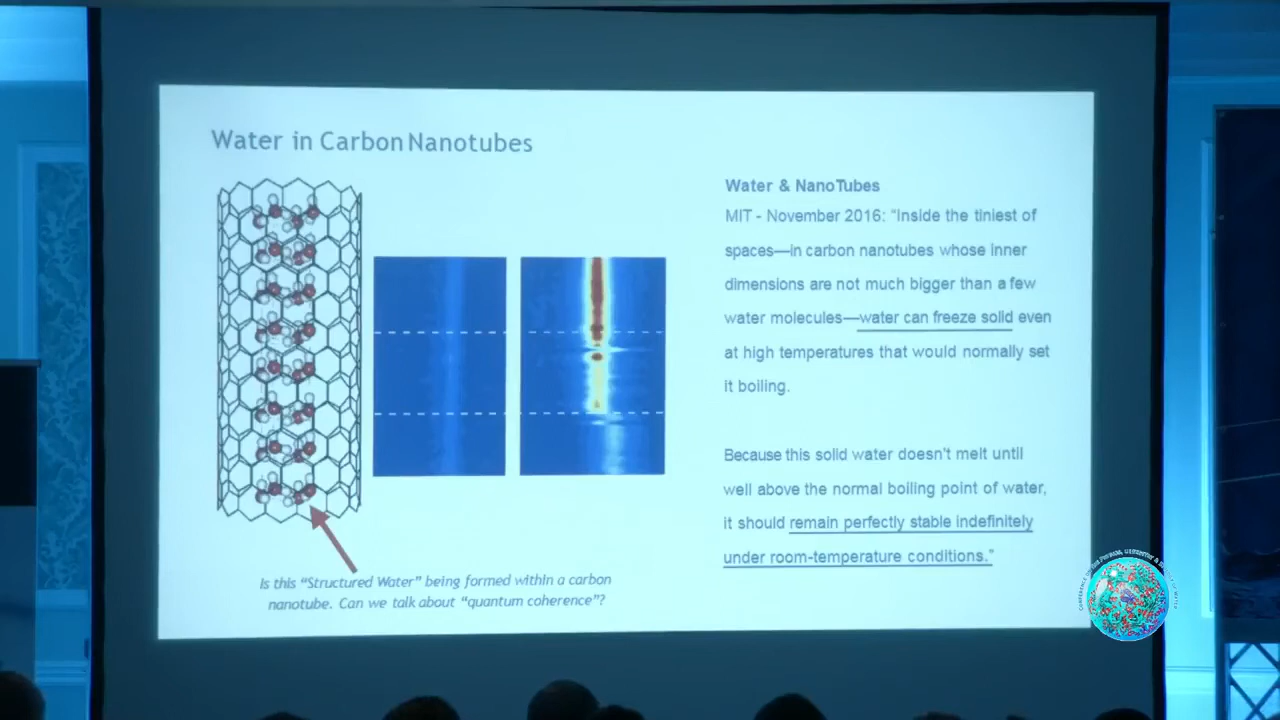 Water in Carbon Nanotubes
Water & NanoTubes
MIT - November 2016: "Inside the tiniest of
spaces—in carbon nanotubes whose inner
dimensions are not much bigger than a few
water molecules—water can freeze solid even
at high temperatures that would normally set
it boiling.
Because this solid water doesn't melt until
well above the normal boiling point of water,
it should remain perfectly stable indefinitely
under room-temperature conditions."
Is this "Structured Water" being formed within a carbon
nanotube. Can we talk about "quantum coherence"?